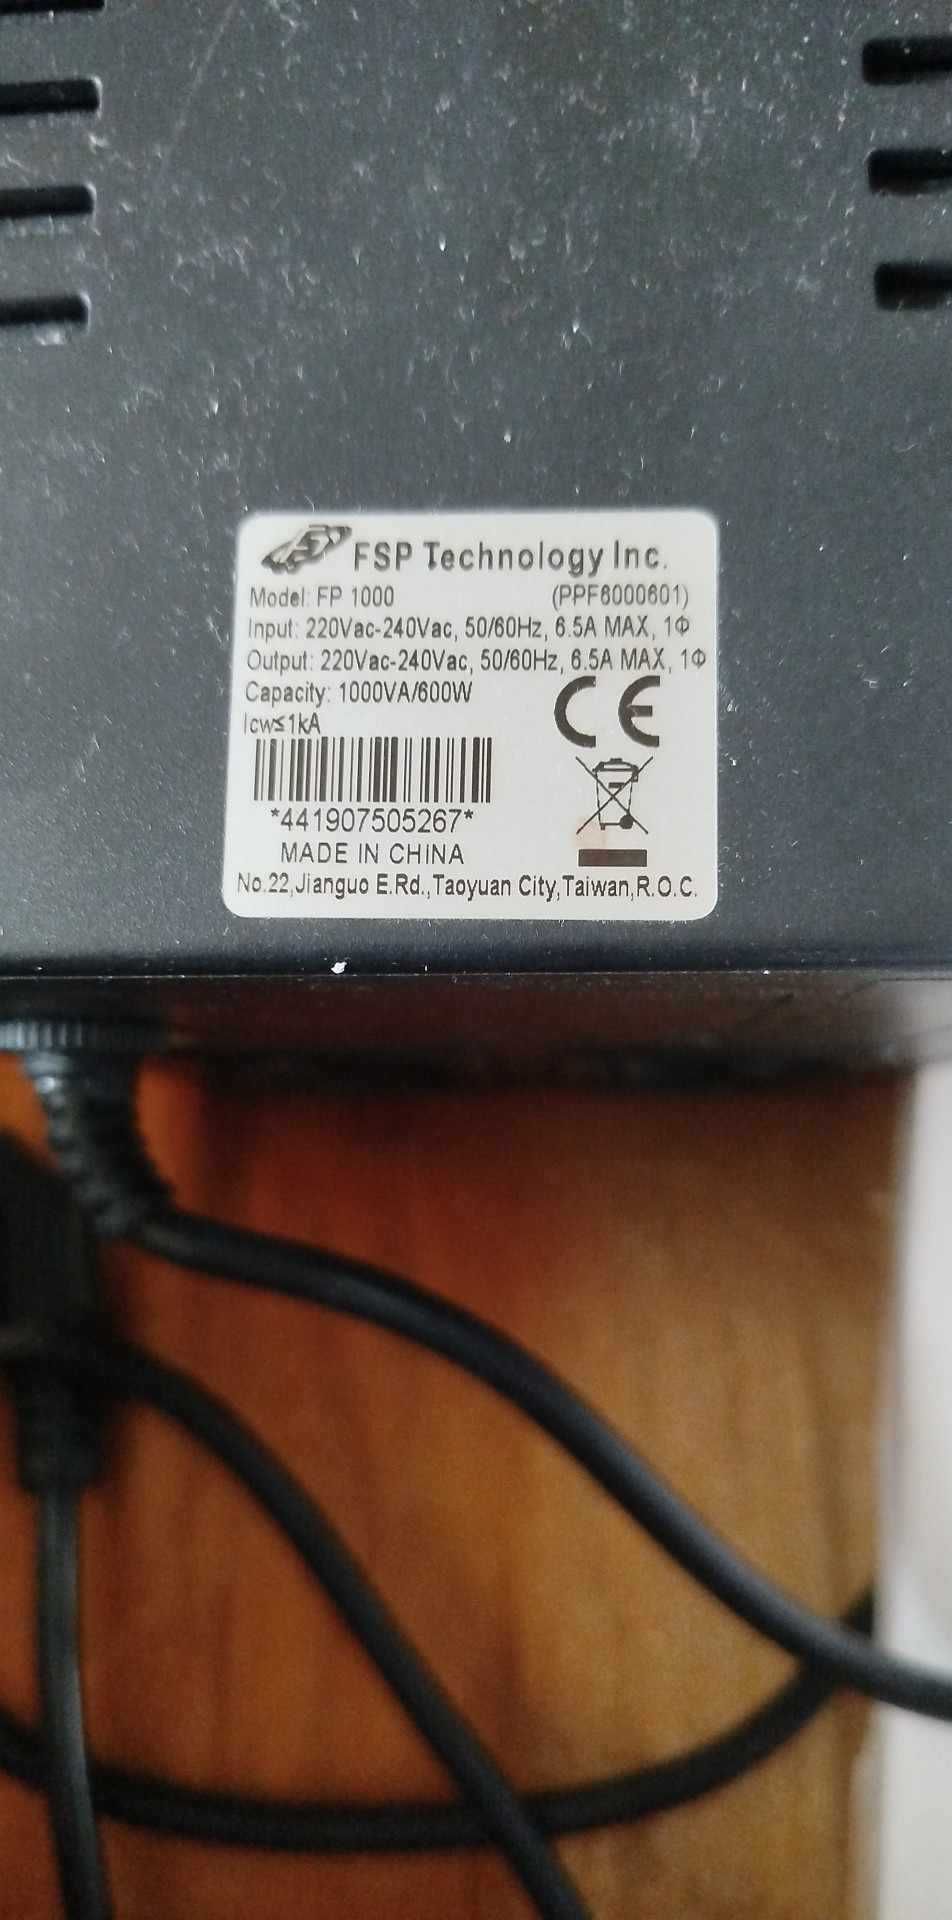 FSP Technology Inc.
Model: FP 1000 (PPF6000601)
Input: 220Vac-240Vac, 50/60Hz, 6.5A MAX, 1Φ
Output: 220Vac-240Vac, 50/60Hz, 6.5A MAX, 1Φ
Capacity: 1000VA/600W
Icw≤1kA
CE
*441907505267*
MADE IN CHINA
No.22,Jianguo E.Rd.,Taoyuan City,Taiwan,R.O.C.